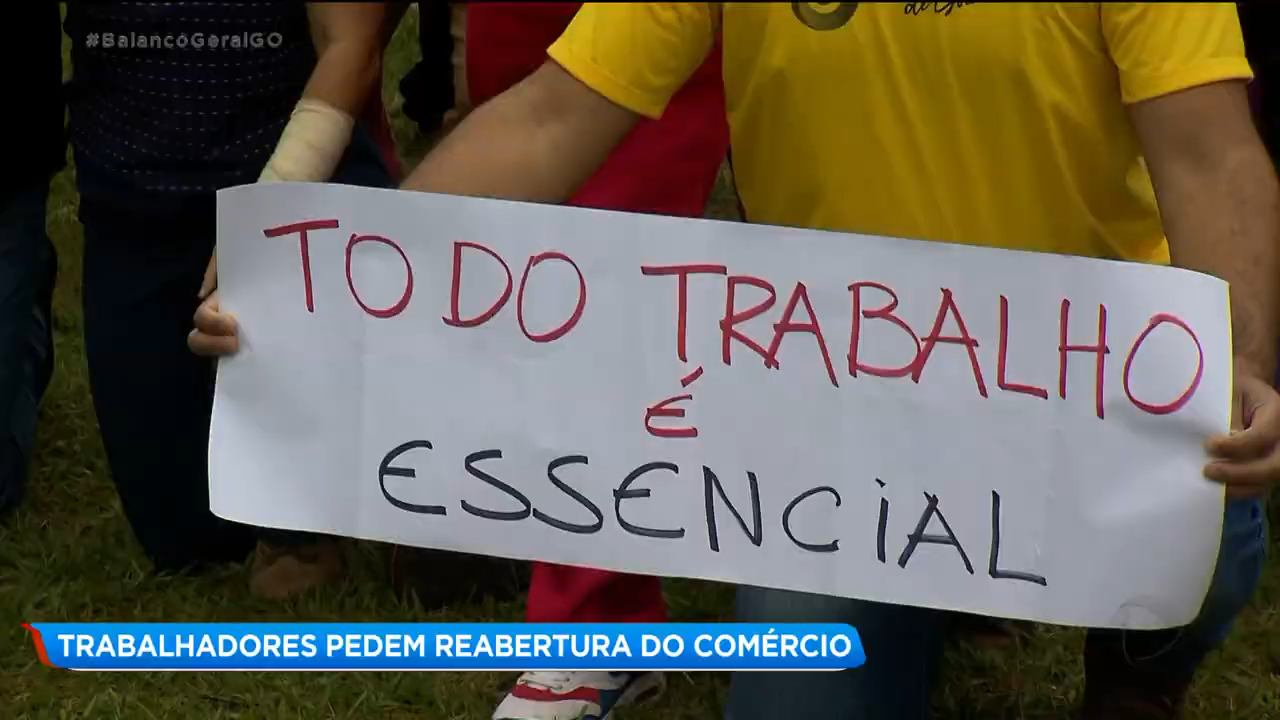 #BalançoGeralGO
TODO TRABALHO
É
ESSENCIAL
TRABALHADORES PEDEM REABERTURA DO COMÉRCIO